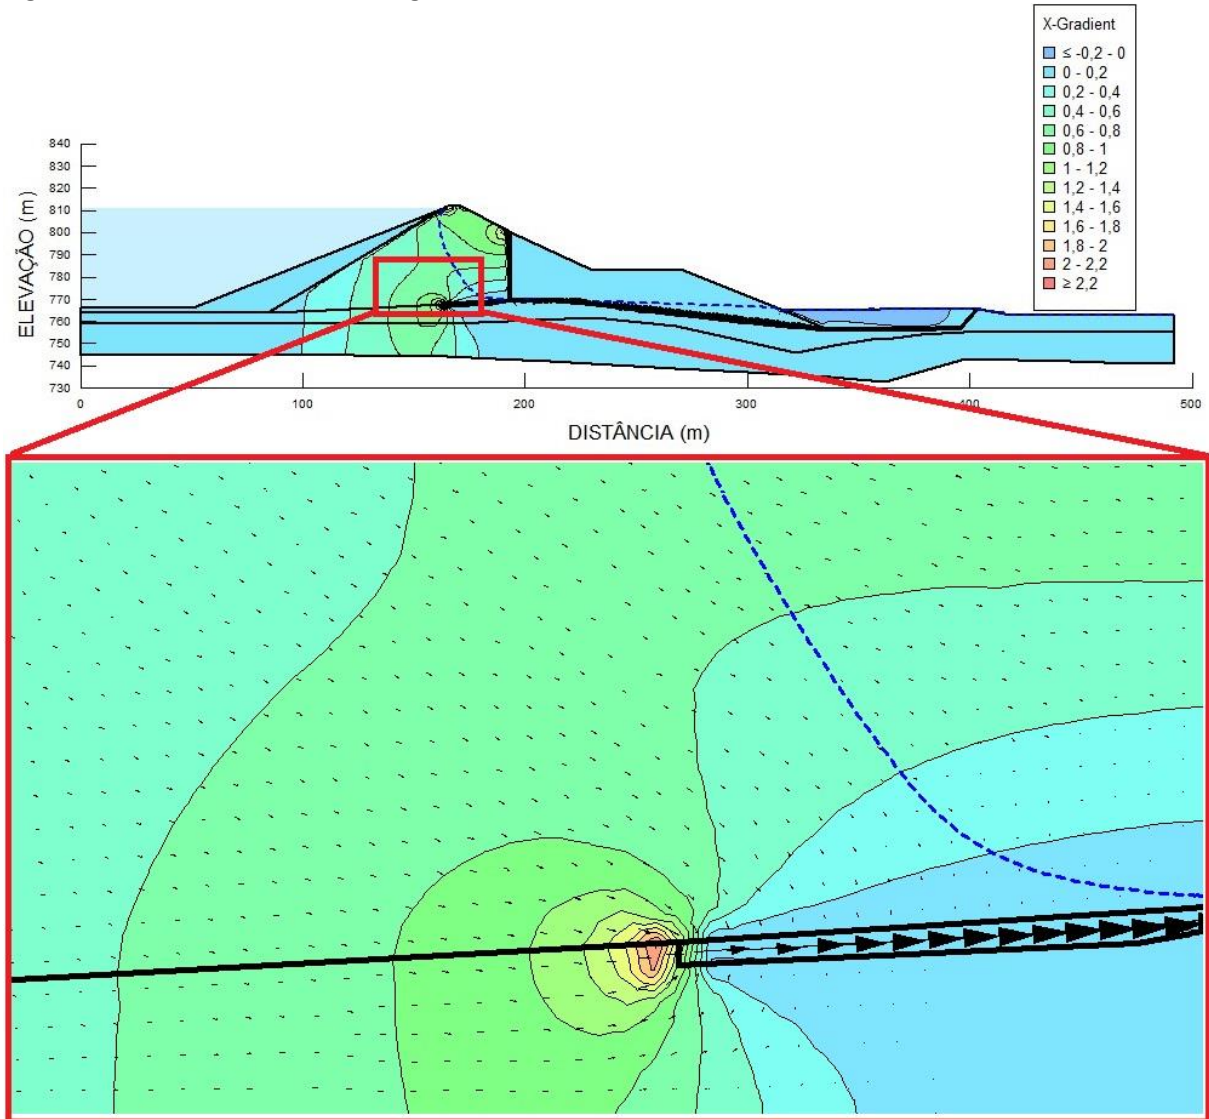 X-Gradient
≤ -0,2 - 0
0 - 0,2
0,2 - 0,4
0,4 - 0,6
0,6 - 0,8
0,8 - 1
1 - 1,2
1,2 - 1,4
1,4 - 1,6
1,6 - 1,8
1,8 - 2
2 - 2,2
≥ 2,2
840
830
820
810
800
790
780
770
760
750
740
730
ELEVAÇÃO (m)
0 100 200 300 400 500
DISTÂNCIA (m)